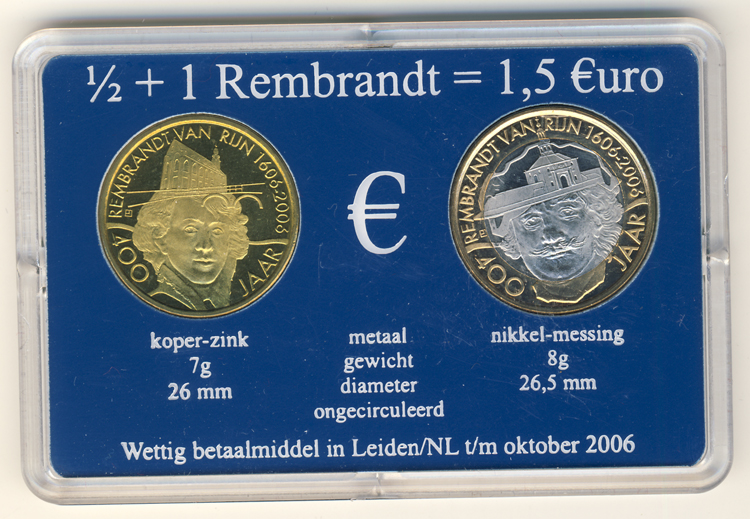 ½ + 1 Rembrandt = 1,5 €uro
400 JAAR REMBRANDT VAN RIJN 1606-2006
400 JAAR REMBRANDT VAN RIJN 1606-2006
€
koper-zink metaal nikkel-messing
7g gewicht 8g
26 mm diameter 26,5 mm
ongecirculeerd
Wettig betaalmiddel in Leiden/NL t/m oktober 2006